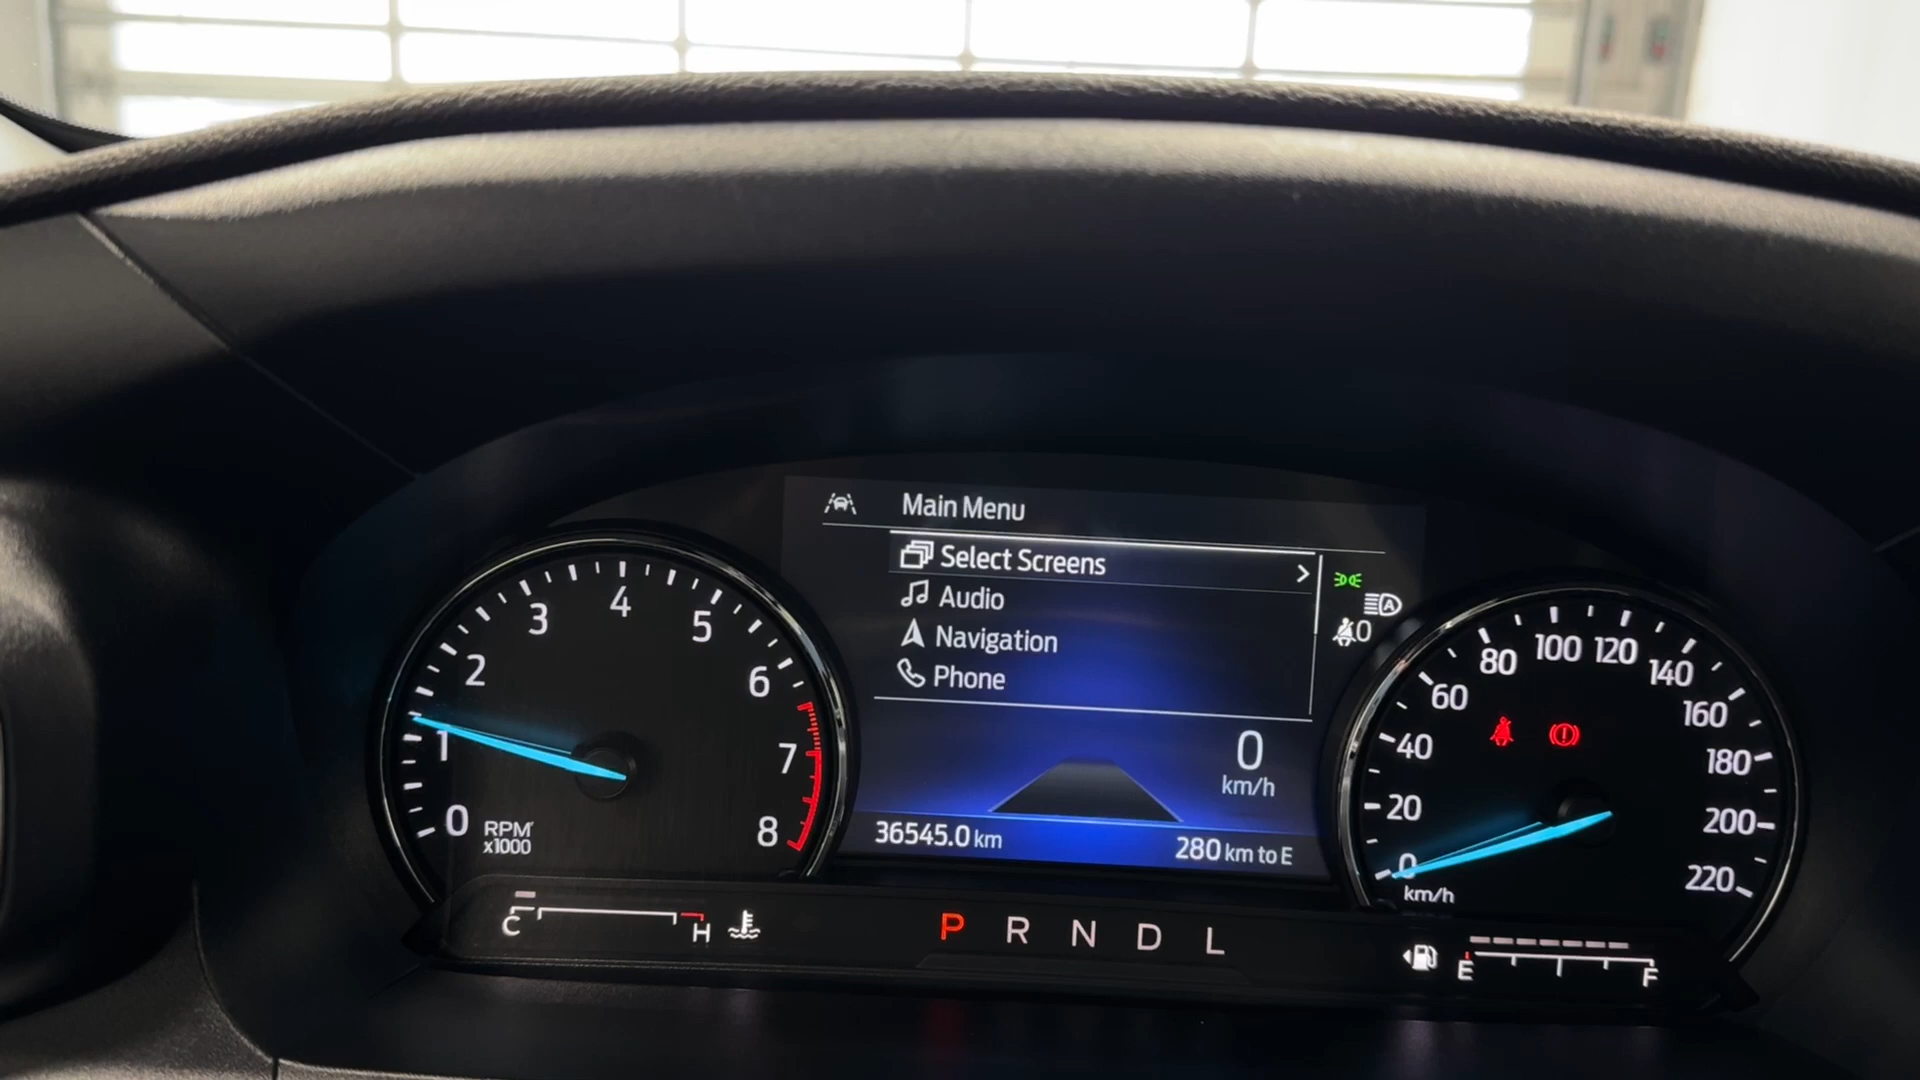 Main Menu
Select Screens
Audio
Navigation
Phone
0
km/h
36545.0 km
280 km to E
A
0
0
1
2
3
4
5
6
7
8
RPM
x1000
0
20
40
60
80
100
120
140
160
180
200
220
km/h
C
H
P R N D L
E
F